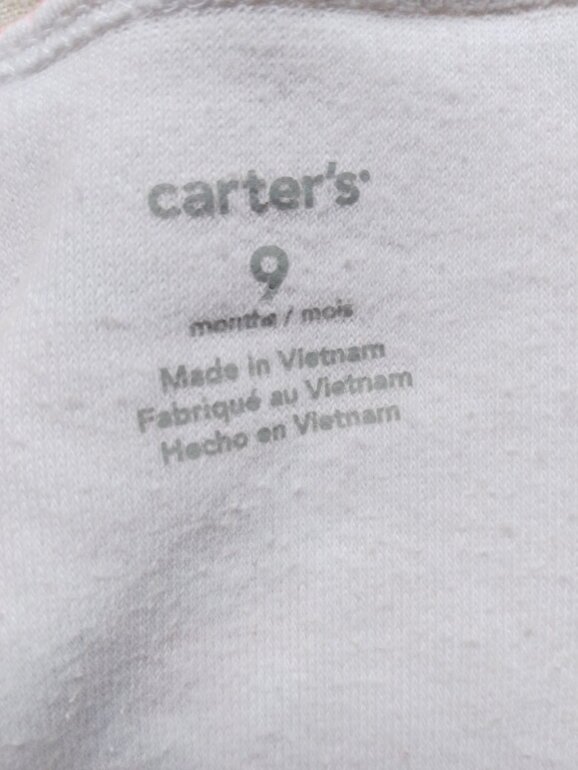 carter's
9
months / mois
Made in Vietnam
Fabriqué au Vietnam
Hecho en Vietnam